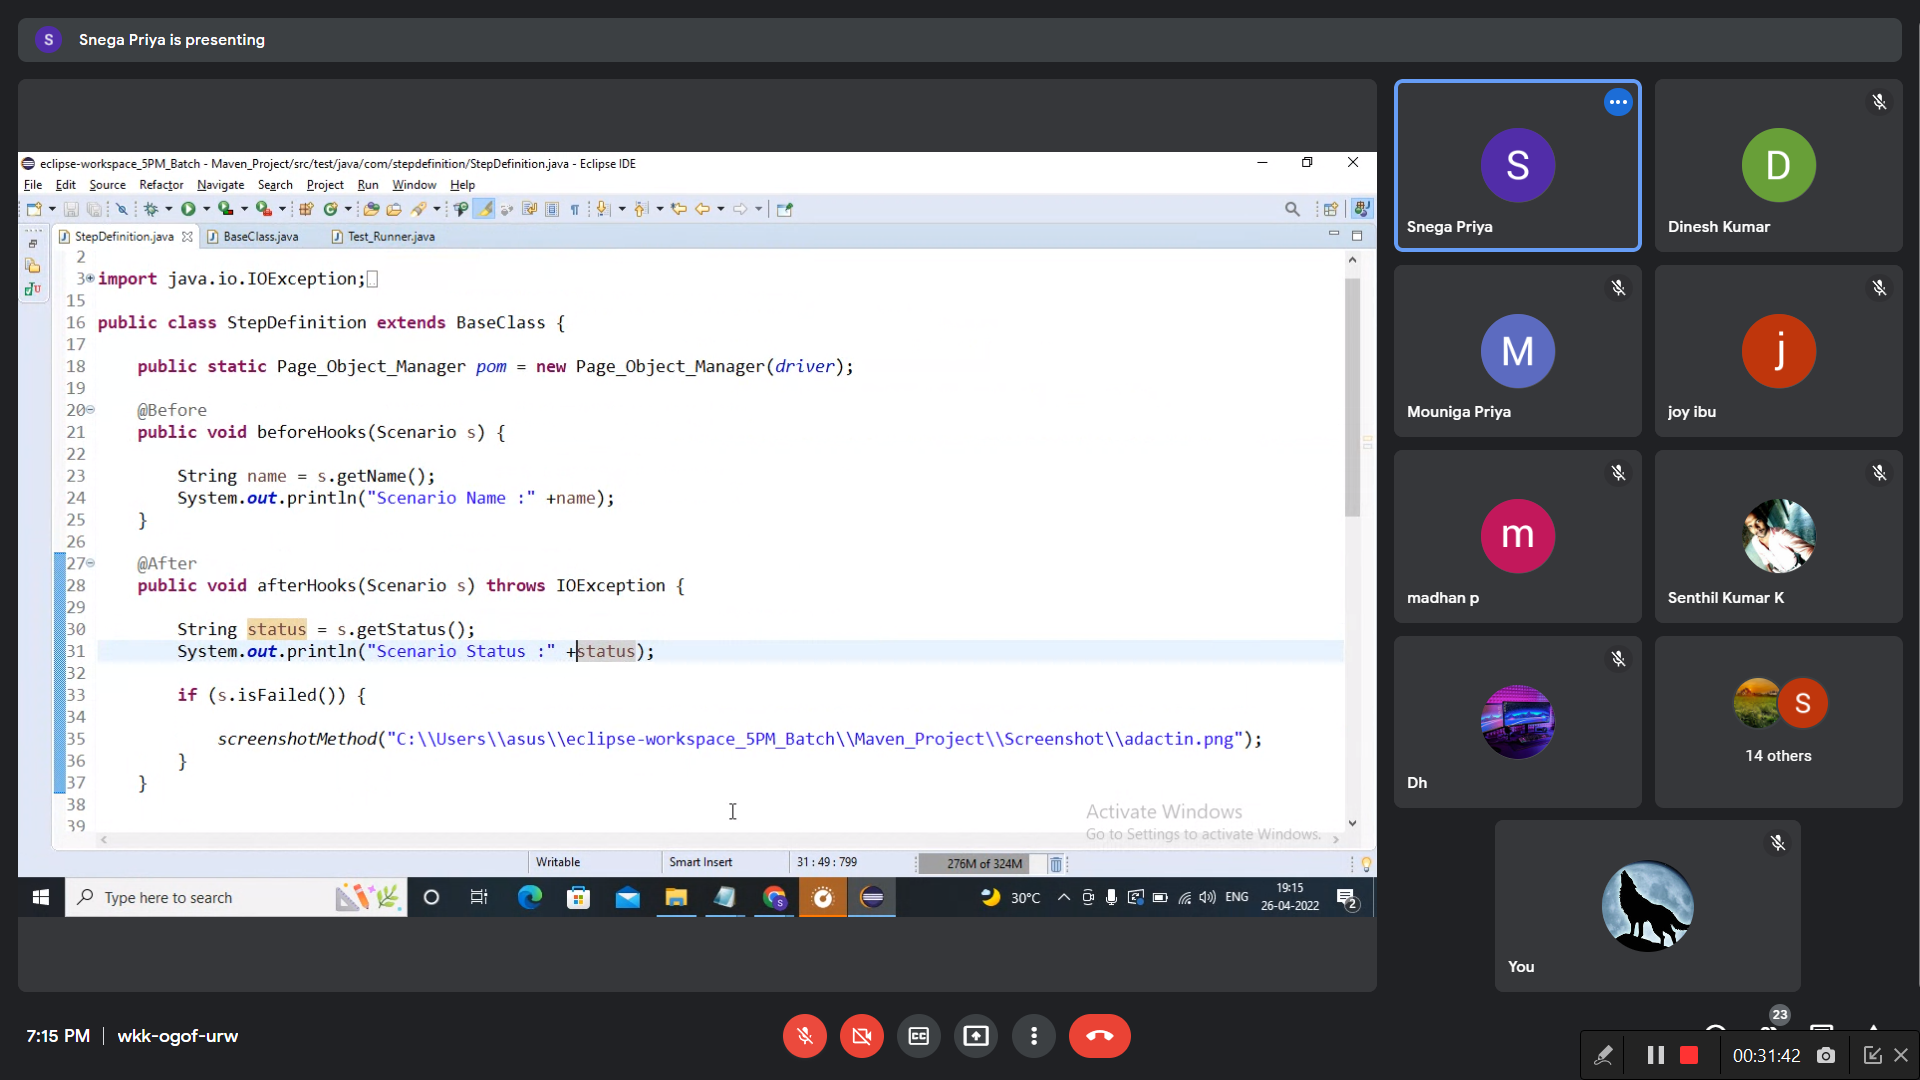 S Snega Priya is presenting
eclipse-workspace_5PM_Batch - Maven_Project/src/test/java/com/stepdefinition/StepDefinition.java - Eclipse IDE
File Edit Source Refactor Navigate Search Project Run Window Help
StepDefinition.java BaseClass.java Test_Runner.java
2
3 import java.io.IOException;
15
16 public class StepDefinition extends BaseClass {
17
18 public static Page_Object_Manager pom = new Page_Object_Manager(driver);
19
20 @Before
21 public void beforeHooks(Scenario s) {
22
23 String name = s.getName();
24 System.out.println("Scenario Name :" +name);
25 }
26
27 @After
28 public void afterHooks(Scenario s) throws IOException {
29
30 String status = s.getStatus();
31 System.out.println("Scenario Status :" +status);
32
33 if (s.isFailed()) {
34
35 screenshotMethod("C:\\Users\\asus\\eclipse-workspace_5PM_Batch\\Maven_Project\\Screenshot\\adactin.png");
36 }
37 }
38
39
Activate Windows
Go to Settings to activate Windows.
Writable Smart Insert 31 : 49 : 799 276M of 324M
Type here to search 30°C ENG 19:15
26-04-2022 2
S
Snega Priya
D
Dinesh Kumar
M
Mouniga Priya
j
joy ibu
m
madhan p
Senthil Kumar K
Dh
S
14 others
You
7:15 PM | wkk-ogof-urw
23
00:31:42